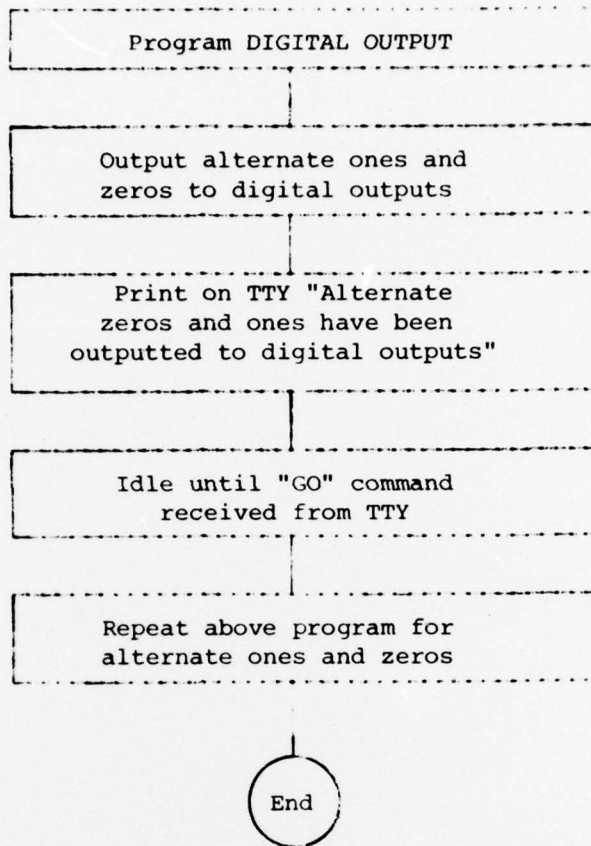 Program DIGITAL OUTPUT
Output alternate ones and
zeros to digital outputs
Print on TTY "Alternate
zeros and ones have been
outputted to digital outputs"
Idle until "GO" command
received from TTY
Repeat above program for
alternate ones and zeros
End